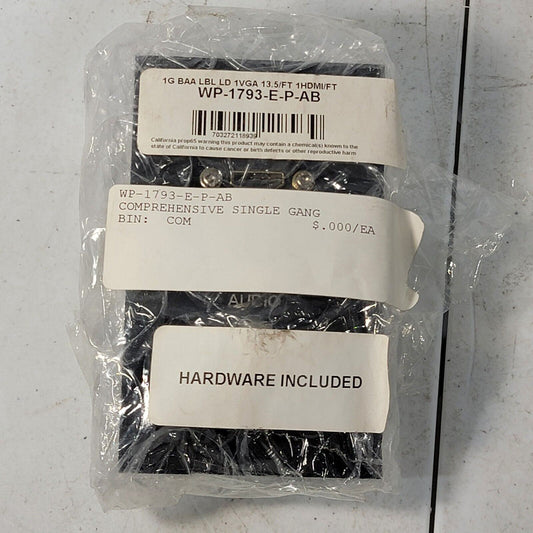 1G BAA LBL LD 1VGA 13.5/FT 1HDMI/FT
WP-1793-E-P-AB
703272118939
California prop65 warning this product may contain a chemical(s) known to the
state of California to cause cancer or birth defects or other reproductive harm
WP-1793-E-P-AB
COMPREHENSIVE SINGLE GANG
BIN: COM $.000/EA
AUDIO
HARDWARE INCLUDED